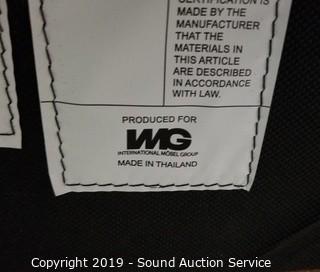 CERTIFICATION IS
MADE BY THE
MANUFACTURER
THAT THE
MATERIALS IN
THIS ARTICLE
ARE DESCRIBED
IN ACCORDANCE
WITH LAW.
PRODUCED FOR
IMG
INTERNATIONAL MÖBEL GROUP
MADE IN THAILAND
Copyright 2019 - Sound Auction Service